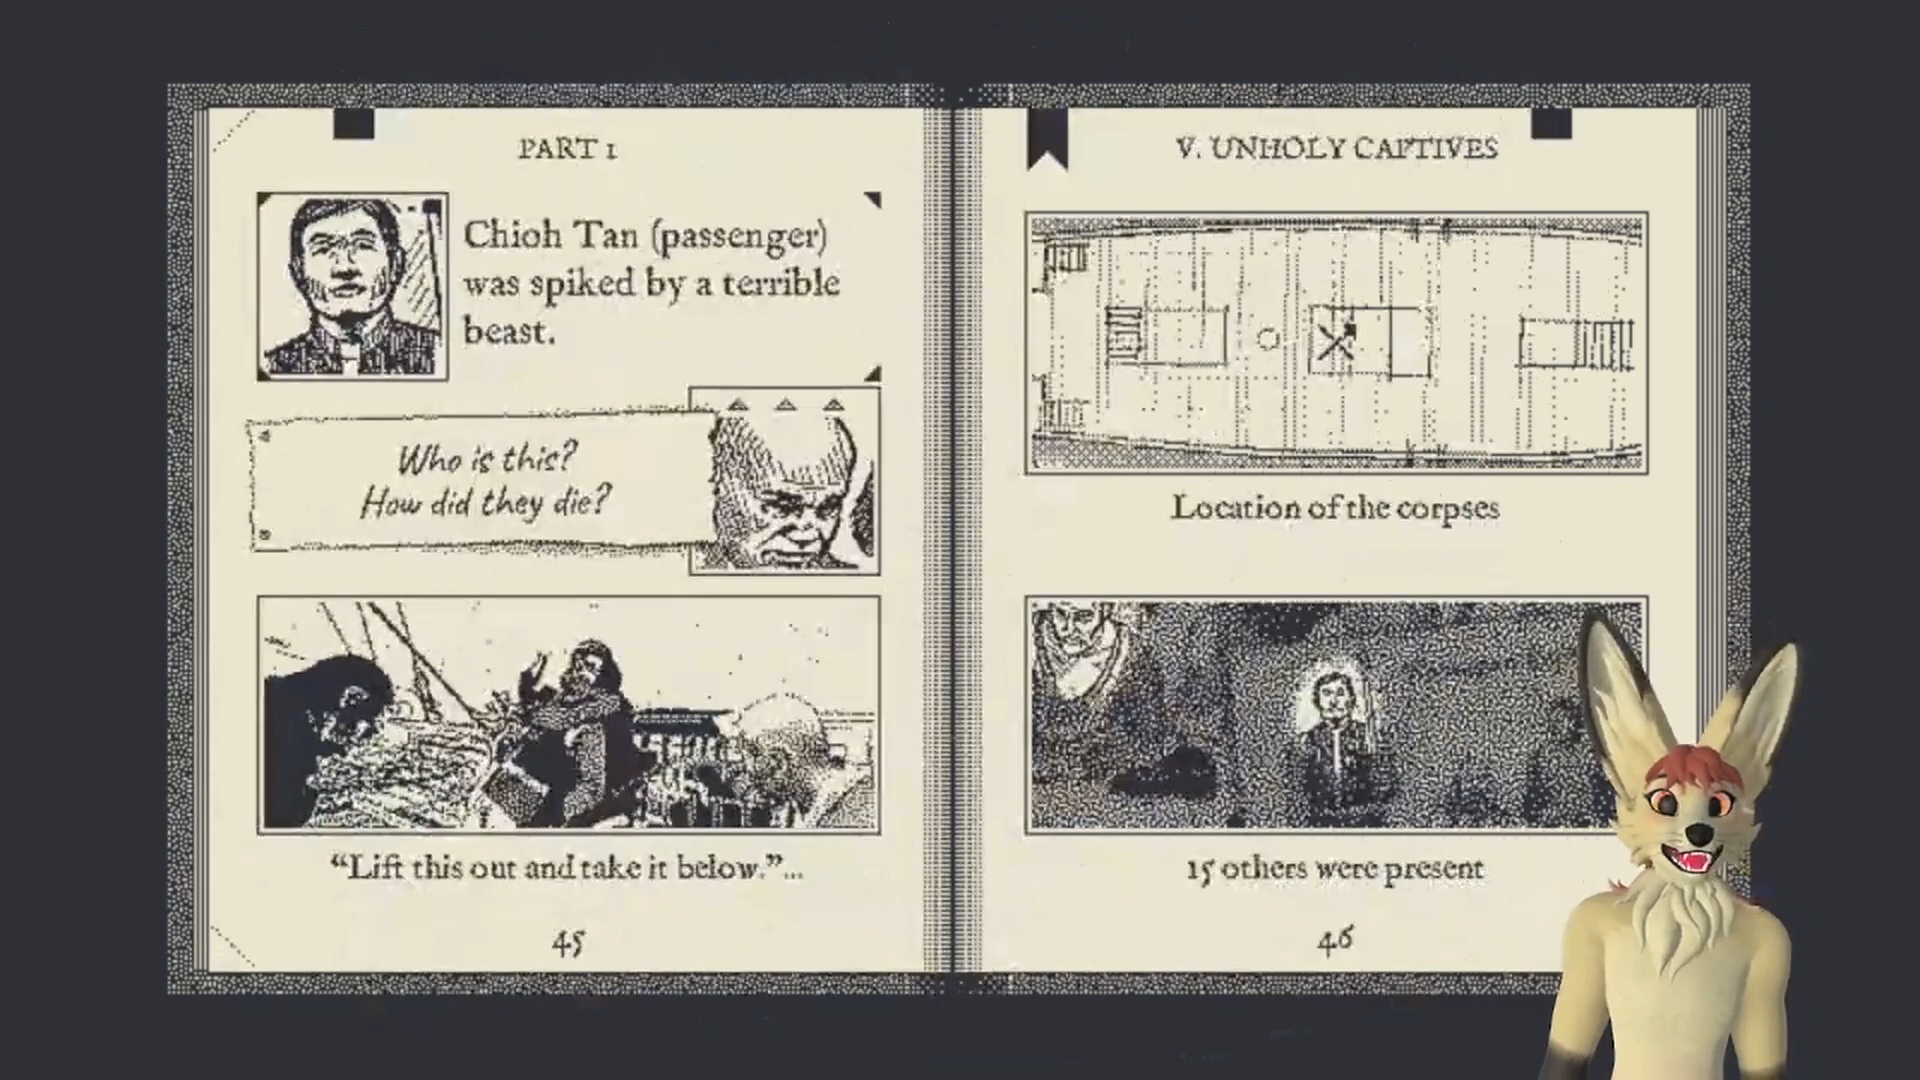 PART 1
Chioh Tan (passenger)
was spiked by a terrible
beast.
Who is this?
How did they die?
"Lift this out and take it below."...
45
V. UNHOLY CAPTIVES
Location of the corpses
15 others were present
46